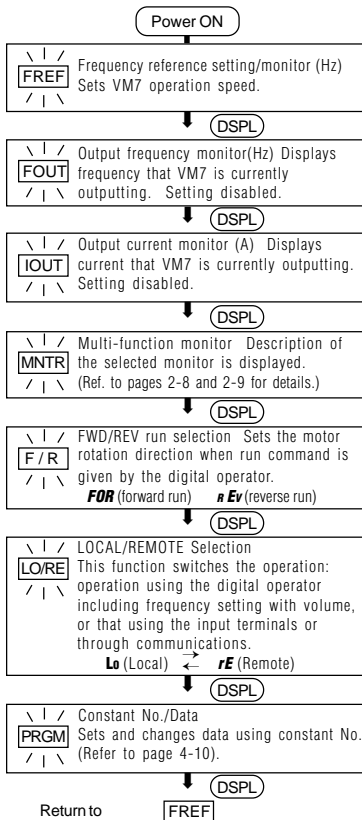 Power ON
FREF
Frequency reference setting/monitor (Hz)
Sets VM7 operation speed.
DSPL
FOUT
Output frequency monitor(Hz) Displays
frequency that VM7 is currently
outputting. Setting disabled.
DSPL
IOUT
Output current monitor (A) Displays
current that VM7 is currently outputting.
Setting disabled.
DSPL
MNTR
Multi-function monitor Description of
the selected monitor is displayed.
(Ref. to pages 2-8 and 2-9 for details.)
DSPL
F / R
FWD/REV run selection Sets the motor
rotation direction when run command is
given by the digital operator.
FOR (forward run) R Ev (reverse run)
DSPL
LO/RE
LOCAL/REMOTE Selection
This function switches the operation:
operation using the digital operator
including frequency setting with volume,
or that using the input terminals or
through communications.
Lo (Local) → ← rE (Remote)
DSPL
PRGM
Constant No./Data
Sets and changes data using constant No.
(Refer to page 4-10).
DSPL
Return to FREF